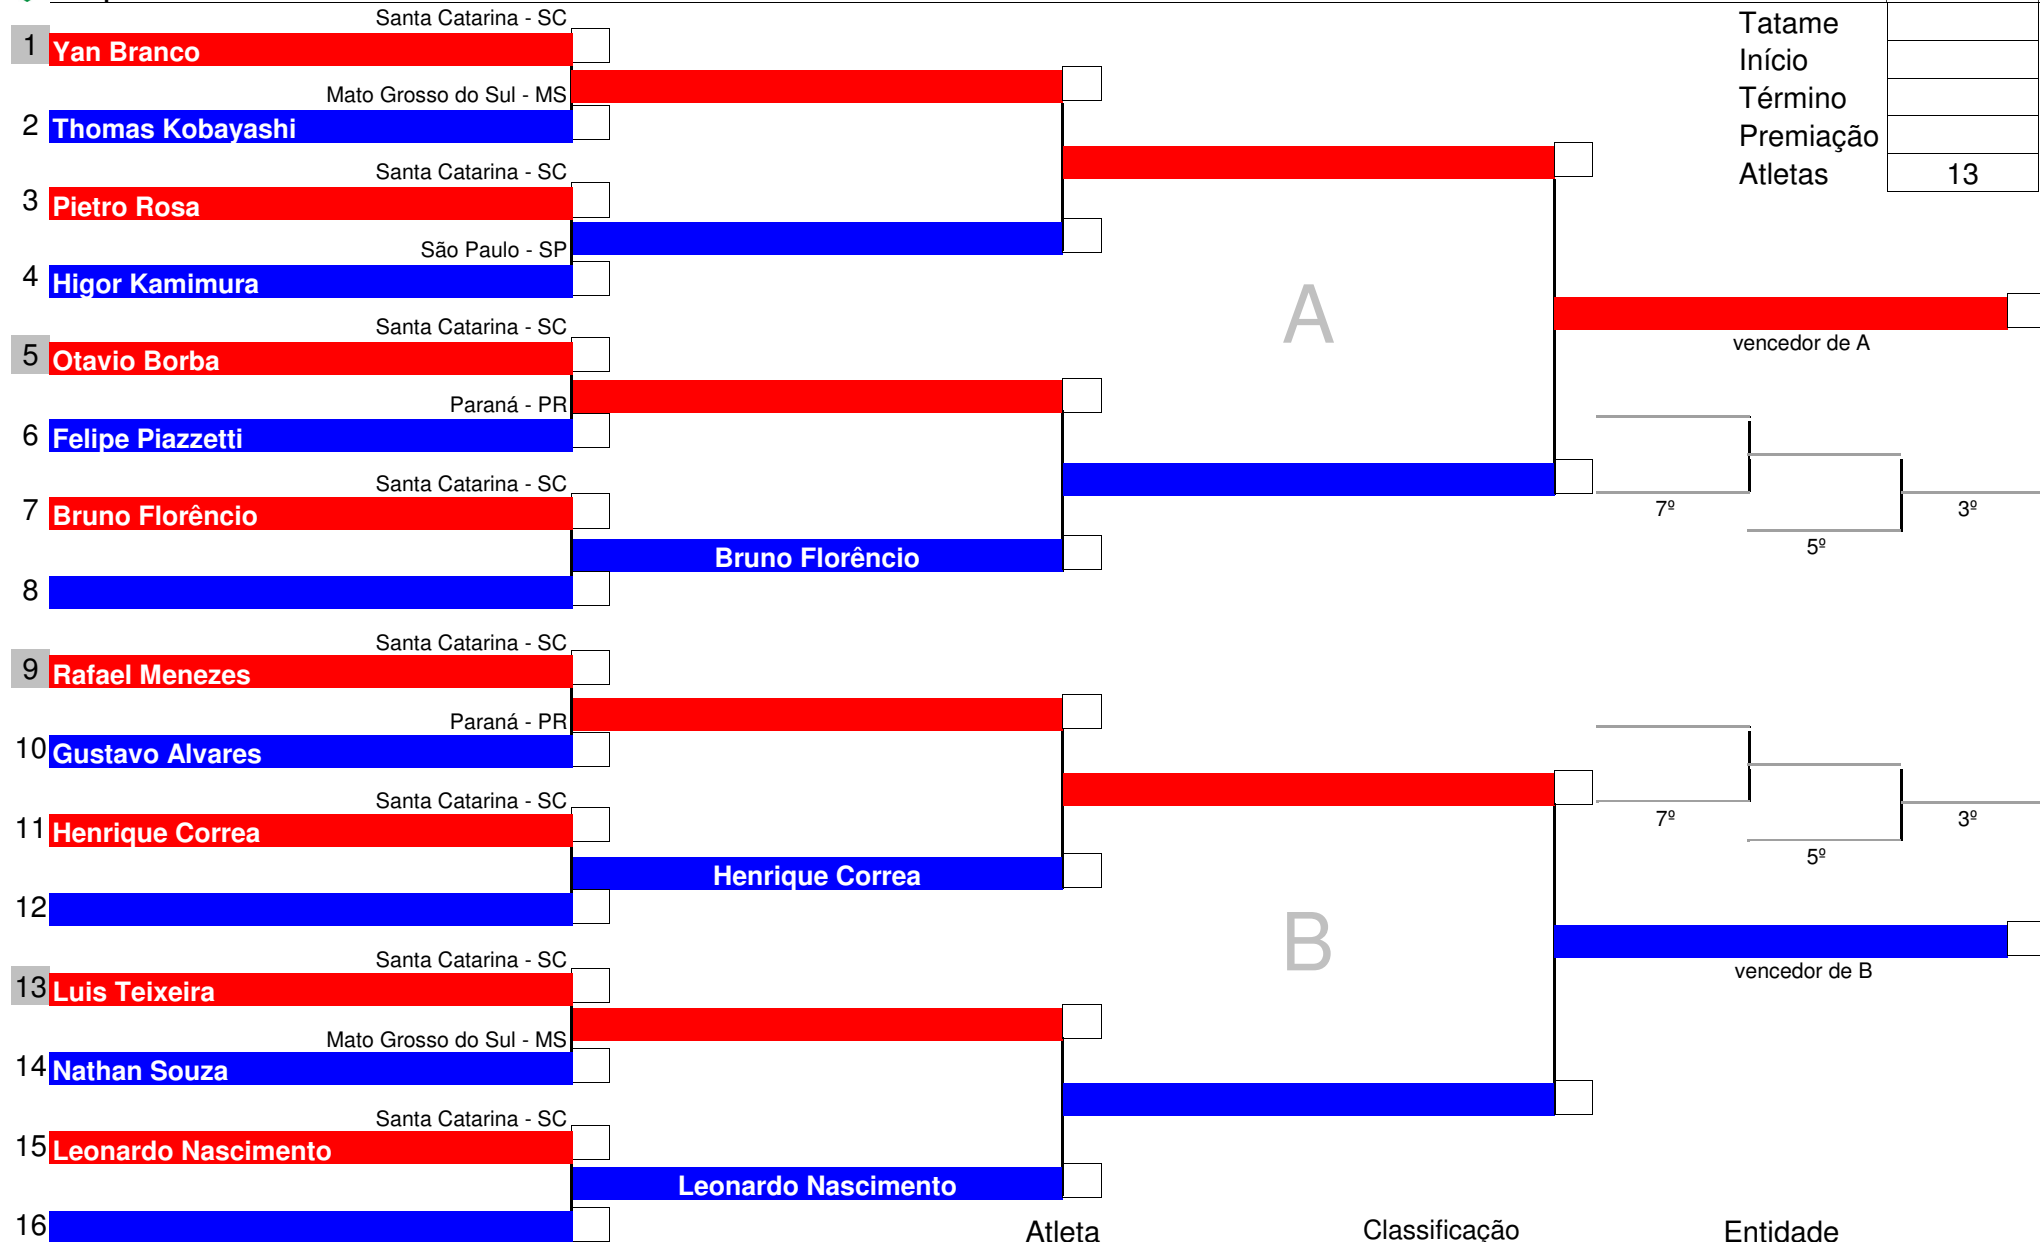 Santa Catarina - SC
1 Yan Branco
Mato Grosso do Sul - MS
2 Thomas Kobayashi
Santa Catarina - SC
3 Pietro Rosa
São Paulo - SP
4 Higor Kamimura
Santa Catarina - SC
5 Otavio Borba
Paraná - PR
6 Felipe Piazzetti
Santa Catarina - SC
7 Bruno Florêncio
Bruno Florêncio
8
Santa Catarina - SC
9 Rafael Menezes
Paraná - PR
10 Gustavo Alvares
Santa Catarina - SC
11 Henrique Correa
Henrique Correa
12
Santa Catarina - SC
13 Luis Teixeira
Mato Grosso do Sul - MS
14 Nathan Souza
Santa Catarina - SC
15 Leonardo Nascimento
Leonardo Nascimento
16
A
B
Tatame
Início
Término
Premiação
Atletas 13
vencedor de A
7º
3º
5º
7º
3º
5º
vencedor de B
Atleta Classificação Entidade